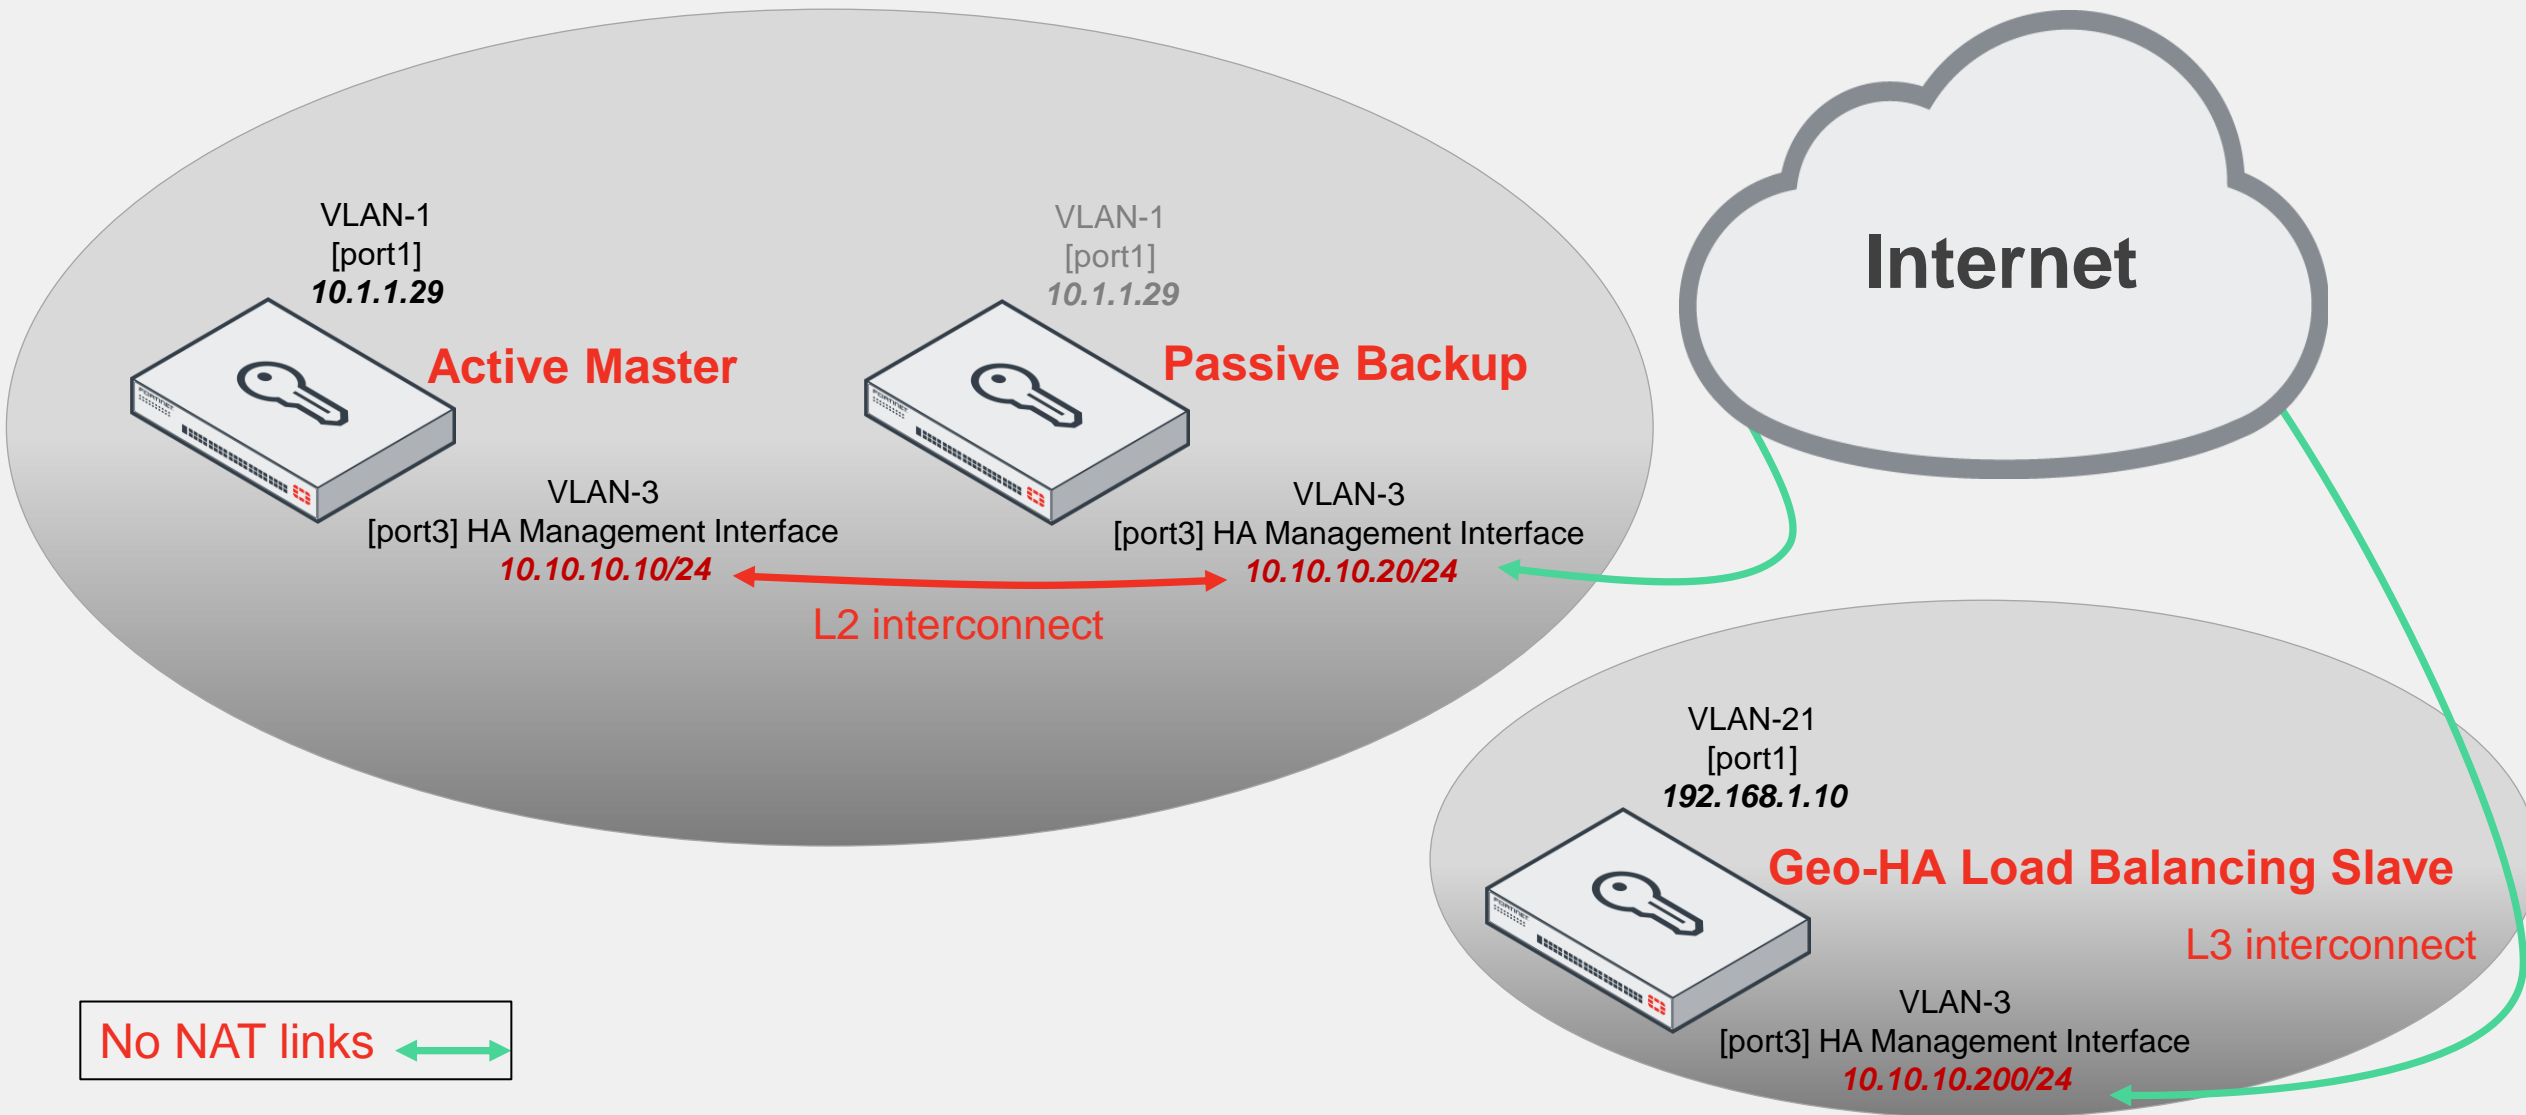 VLAN-1
[port1]
10.1.1.29
Active Master
VLAN-3
[port3] HA Management Interface
10.10.10.10/24
VLAN-1
[port1]
10.1.1.29
Passive Backup
VLAN-3
[port3] HA Management Interface
10.10.10.20/24
L2 interconnect
Internet
VLAN-21
[port1]
192.168.1.10
Geo-HA Load Balancing Slave
L3 interconnect
VLAN-3
[port3] HA Management Interface
10.10.10.200/24
No NAT links
FORTINET
FORTINET
FORTINET